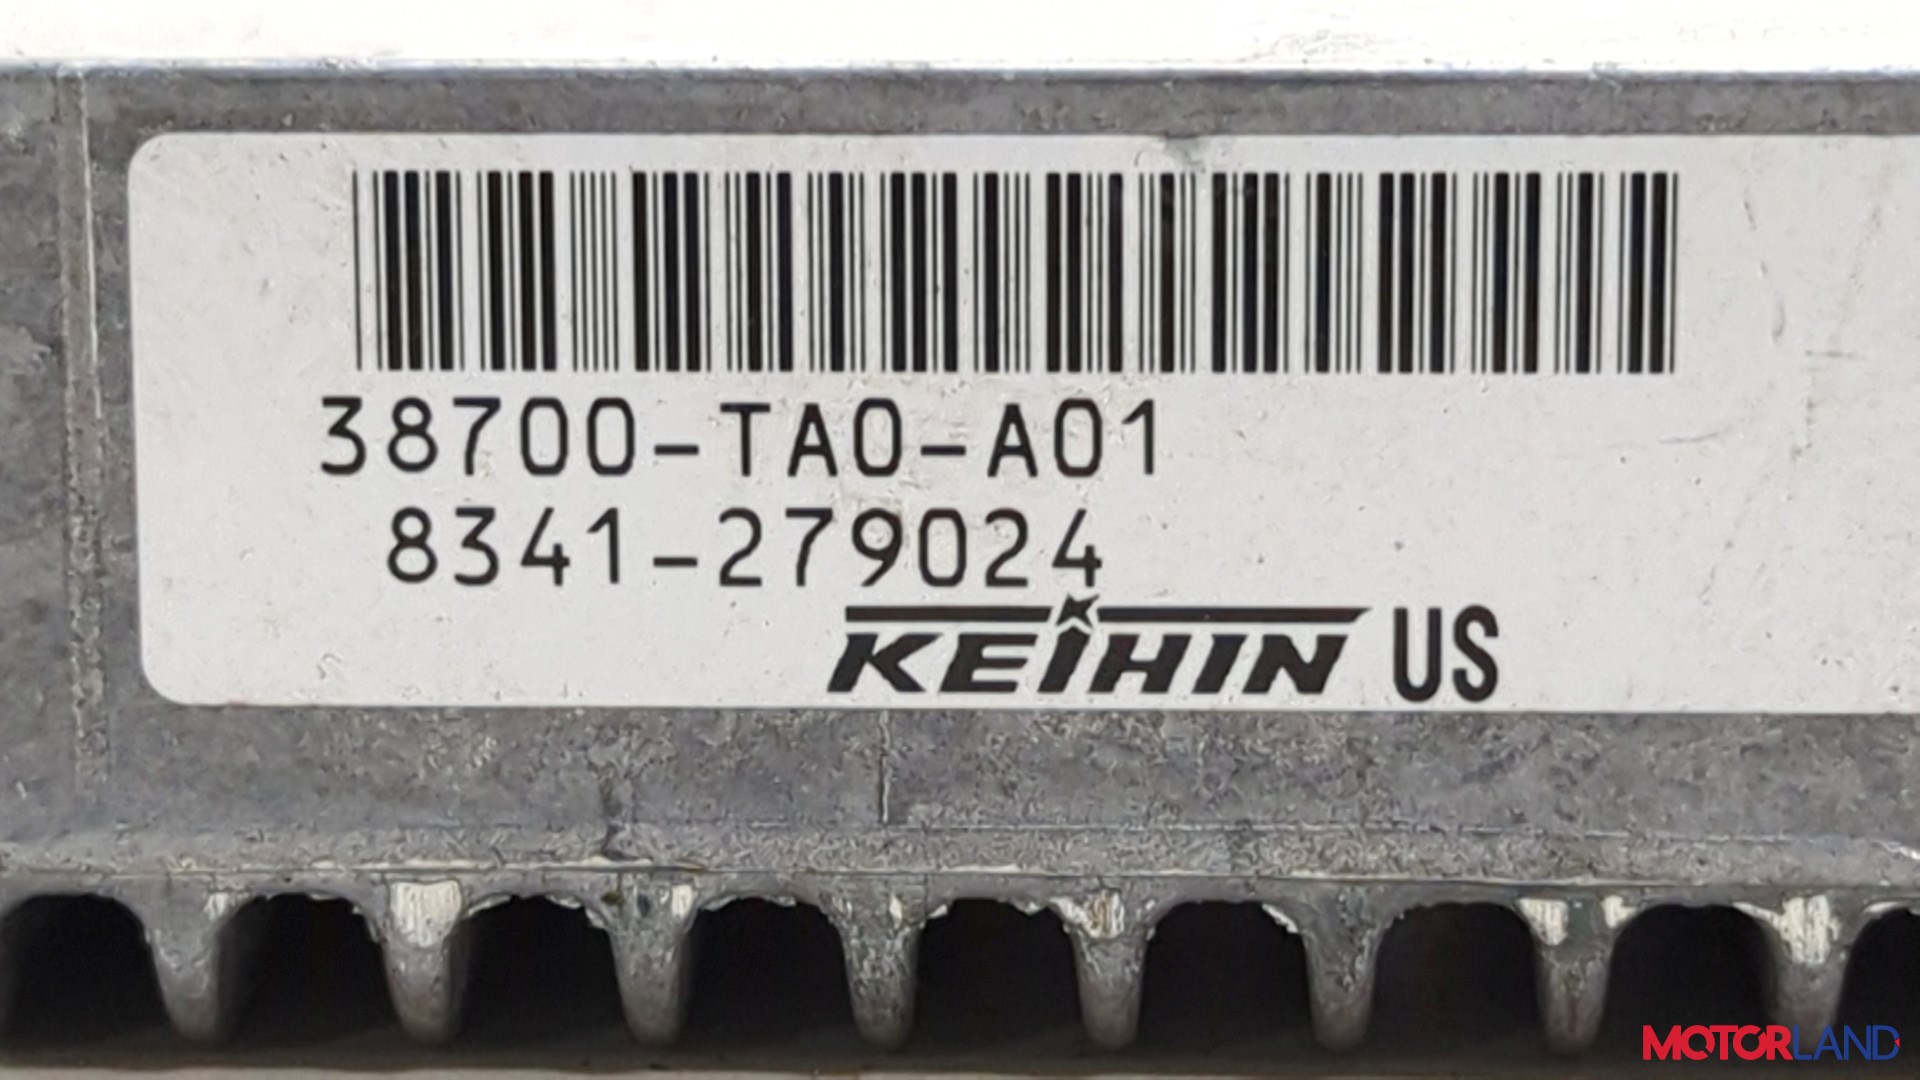 38700-TA0-A01
8341-279024
KEIHIN US
MOTORLAND